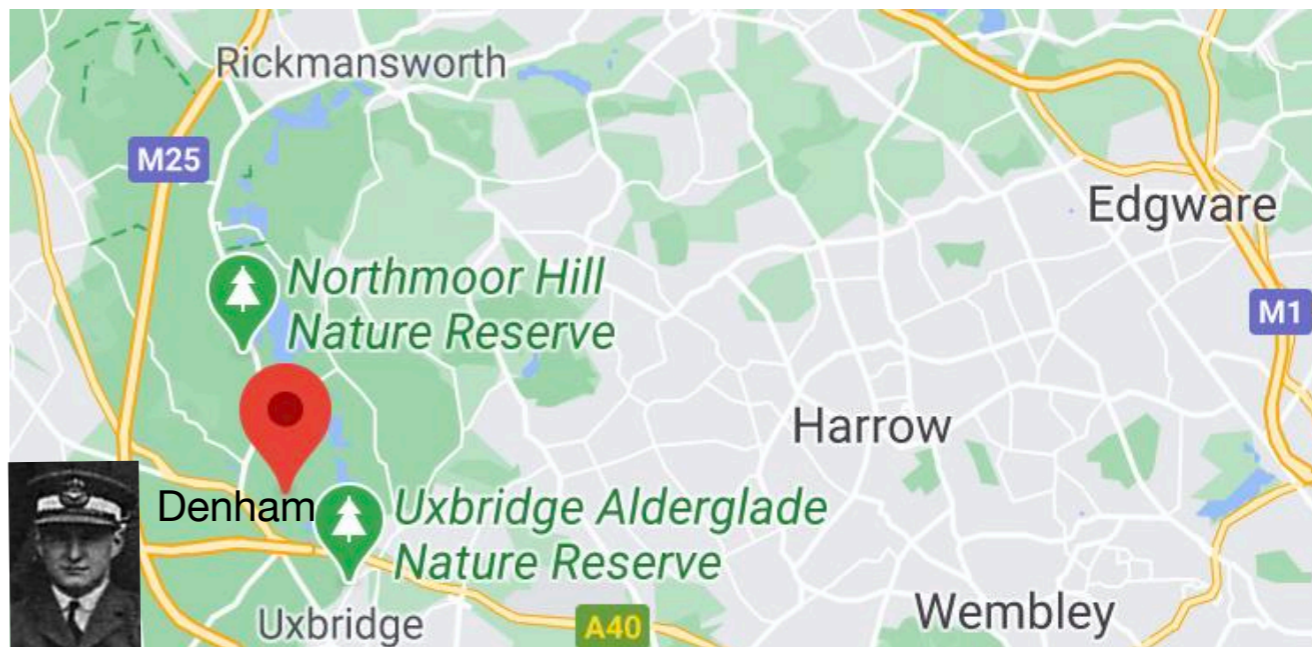 Rickmansworth
M25
Edgware
Northmoor Hill
Nature Reserve
M1
Harrow
Denham
Uxbridge Alderglade
Nature Reserve
Uxbridge
A40
Wembley